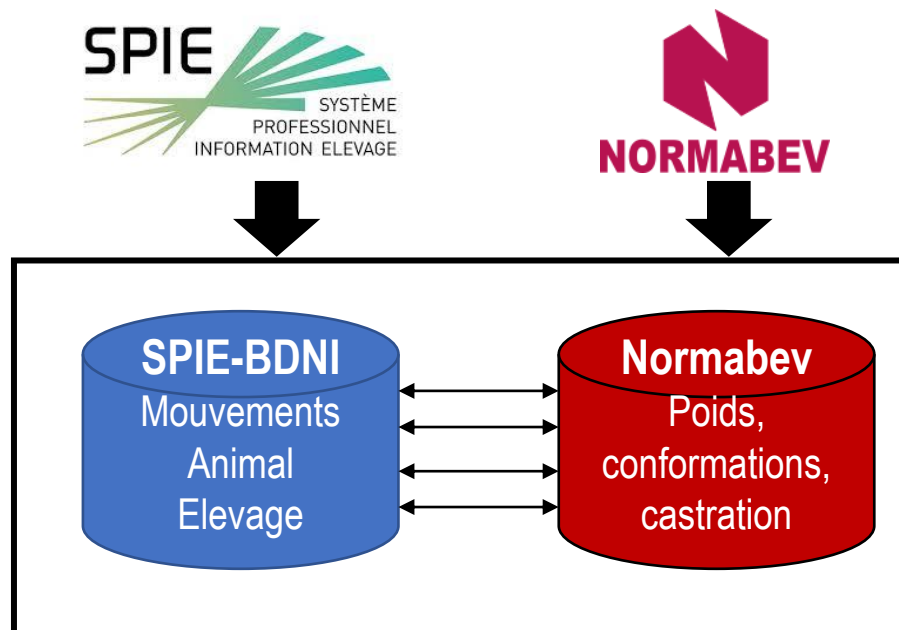 SPIE
SYSTÈME
PROFESSIONNEL
INFORMATION ELEVAGE
NORMABEV
SPIE-BDNI
Mouvements
Animal
Elevage
Normabev
Poids,
conformations,
castration